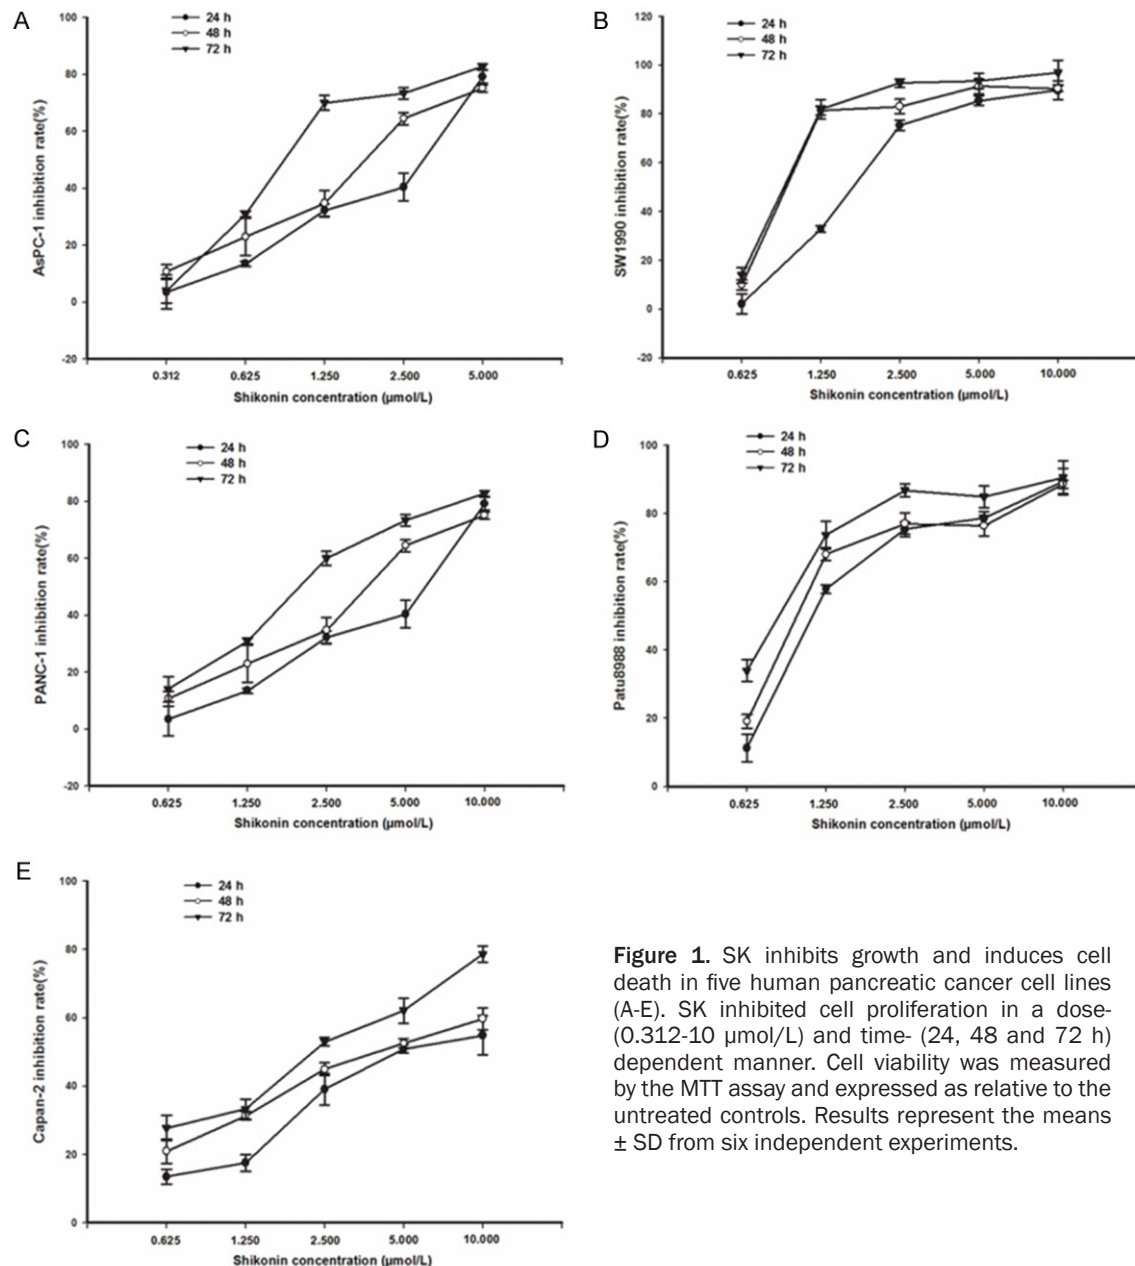 A
24 h
48 h
72 h
100
80
60
40
20
0
-20
AsPC-1 inhibition rate(%)
0.312 0.625 1.250 2.500 5.000
Shikonin concentration (µmol/L)
B
24 h
48 h
72 h
120
100
80
60
40
20
0
-20
SW1990 inhibition rate(%)
0.625 1.250 2.500 5.000 10.000
Shikonin concentration (µmol/L)
C
24 h
48 h
72 h
100
80
60
40
20
0
-20
PANC-1 inhibition rate(%)
0.625 1.250 2.500 5.000 10.000
Shikonin concentration (µmol/L)
D
24 h
48 h
72 h
100
80
60
40
20
0
Patu8988 inhibition rate(%)
0.625 1.250 2.500 5.000 10.000
Shikonin concentration (µmol/L)
E
24 h
48 h
72 h
100
80
60
40
20
0
Capan-2 inhibition rate(%)
0.625 1.250 2.500 5.000 10.000
Shikonin concentration (µmol/L)
Figure 1. SK inhibits growth and induces cell
death in five human pancreatic cancer cell lines
(A-E). SK inhibited cell proliferation in a dose-
(0.312-10 µmol/L) and time- (24, 48 and 72 h)
dependent manner. Cell viability was measured
by the MTT assay and expressed as relative to the
untreated controls. Results represent the means
± SD from six independent experiments.